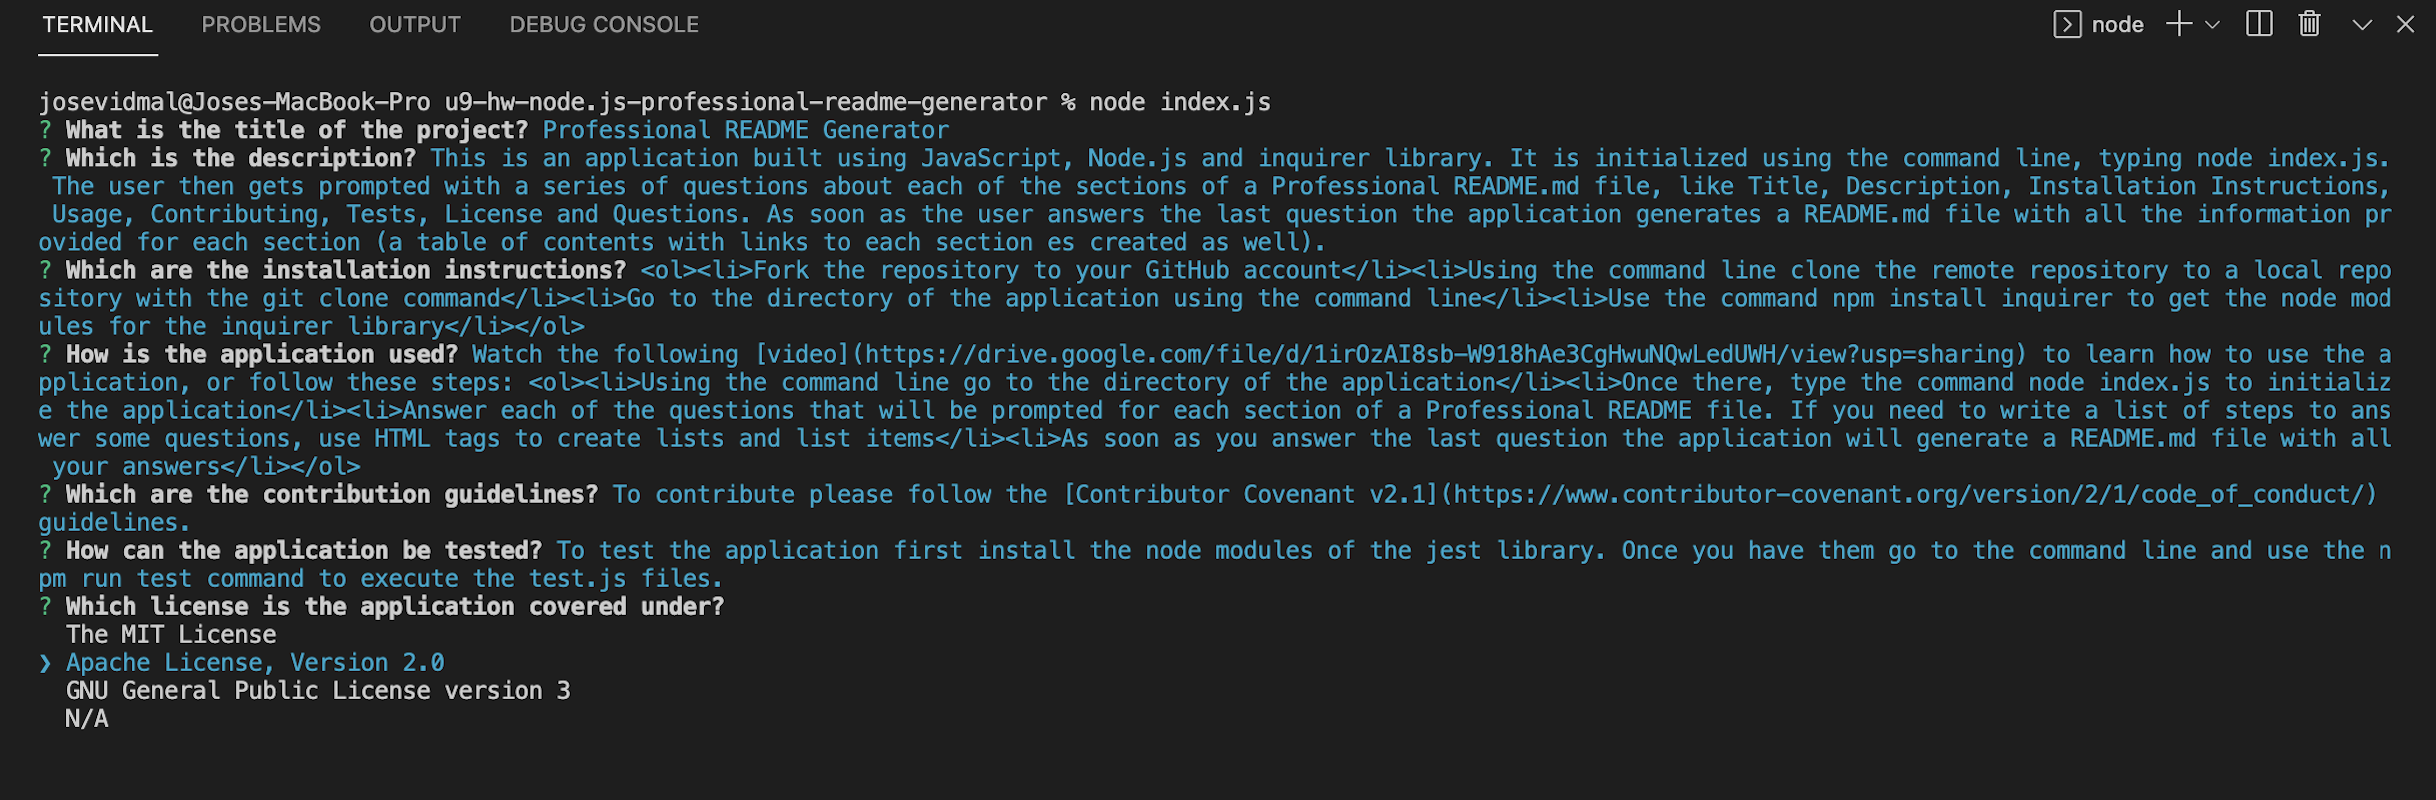 TERMINAL PROBLEMS OUTPUT DEBUG CONSOLE node
josevidmal@Joses-MacBook-Pro u9-hw-node.js-professional-readme-generator % node index.js
? What is the title of the project? Professional README Generator
? Which is the description? This is an application built using JavaScript, Node.js and inquirer library. It is initialized using the command line, typing node index.js.
The user then gets prompted with a series of questions about each of the sections of a Professional README.md file, like Title, Description, Installation Instructions,
Usage, Contributing, Tests, License and Questions. As soon as the user answers the last question the application generates a README.md file with all the information pr
ovided for each section (a table of contents with links to each section es created as well).
? Which are the installation instructions? <ol><li>Fork the repository to your GitHub account</li><li>Using the command line clone the remote repository to a local repo
sitory with the git clone command</li><li>Go to the directory of the application using the command line</li><li>Use the command npm install inquirer to get the node mod
ules for the inquirer library</li></ol>
? How is the application used? Watch the following [video](https://drive.google.com/file/d/1irOzAI8sb-W918hAe3CgHwuNQwLedUWH/view?usp=sharing) to learn how to use the a
pplication, or follow these steps: <ol><li>Using the command line go to the directory of the application</li><li>Once there, type the command node index.js to initializ
e the application</li><li>Answer each of the questions that will be prompted for each section of a Professional README file. If you need to write a list of steps to ans
wer some questions, use HTML tags to create lists and list items</li><li>As soon as you answer the last question the application will generate a README.md file with all
your answers</li></ol>
? Which are the contribution guidelines? To contribute please follow the [Contributor Covenant v2.1](https://www.contributor-covenant.org/version/2/1/code_of_conduct/)
guidelines.
? How can the application be tested? To test the application first install the node modules of the jest library. Once you have them go to the command line and use the n
pm run test command to execute the test.js files.
? Which license is the application covered under?
The MIT License
❯ Apache License, Version 2.0
GNU General Public License version 3
N/A